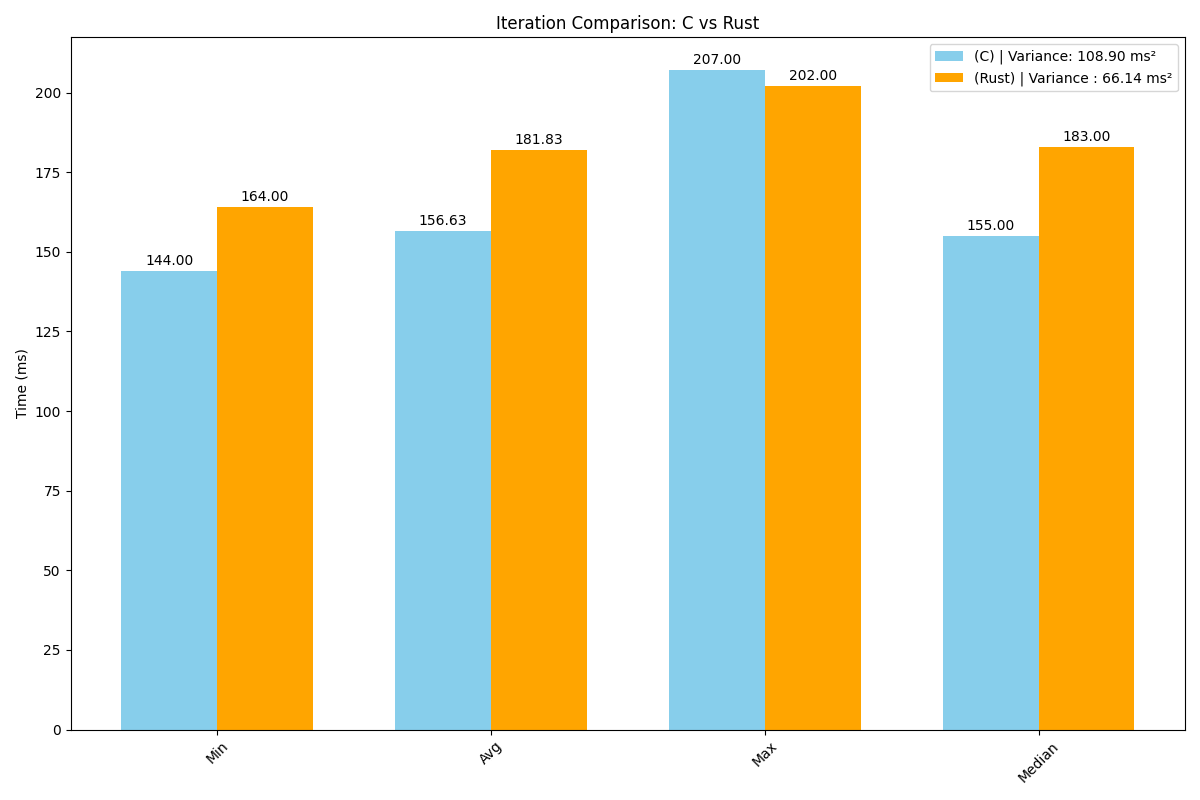 Iteration Comparison: C vs Rust
(C) | Variance: 108.90 ms²
(Rust) | Variance : 66.14 ms²
207.00
202.00
181.83
183.00
164.00
156.63
155.00
144.00
Time (ms)
200
175
150
125
100
75
50
25
0
Min
Avg
Max
Median